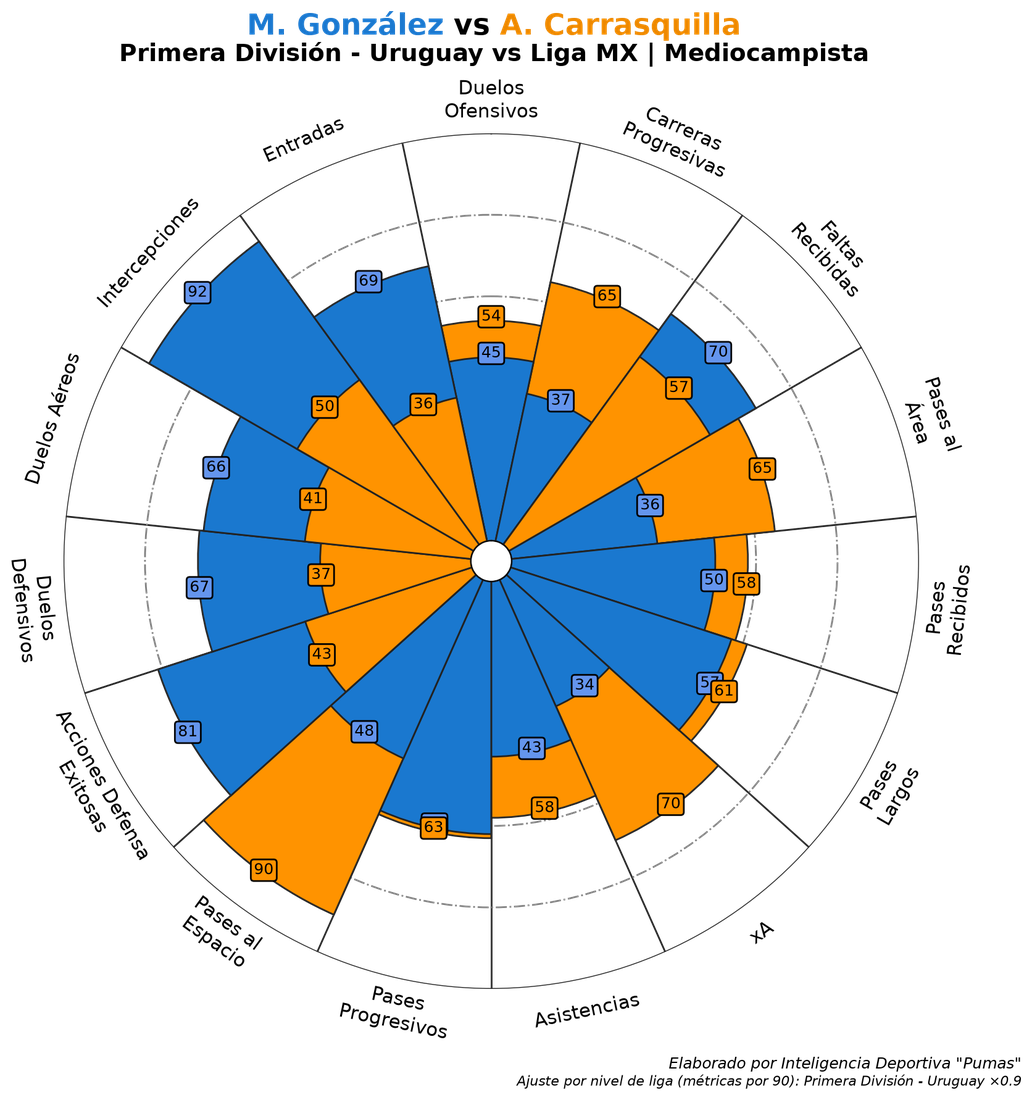 M. González vs A. Carrasquilla
Primera División - Uruguay vs Liga MX | Mediocampista
Duelos
Ofensivos
54
45
Carreras
Progresivas
65
37
Faltas
Recibidas
70
57
Pases al
Área
65
36
Pases
Recibidos
50
58
Pases
Largos
57
61
xA
34
70
Asistencias
43
58
Pases
Progresivos
63
Pases al
Espacio
48
90
Acciones Defensa
Exitosas
43
81
Duelos
Defensivos
67
37
Duelos Aéreos
66
41
Intercepciones
92
50
Entradas
69
36
Elaborado por Inteligencia Deportiva "Pumas"
Ajuste por nivel de liga (métricas por 90): Primera División - Uruguay ×0.9